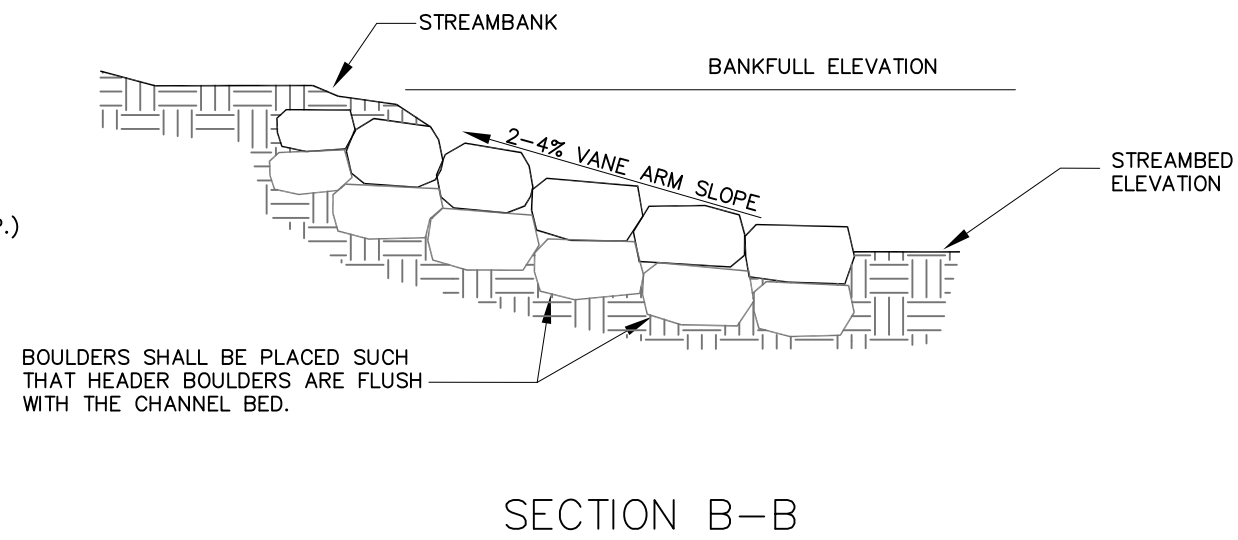 STREAMBANK
BANKFULL ELEVATION
2-4% VANE ARM SLOPE
STREAMBED
ELEVATION
.)
BOULDERS SHALL BE PLACED SUCH
THAT HEADER BOULDERS ARE FLUSH
WITH THE CHANNEL BED.
SECTION B-B